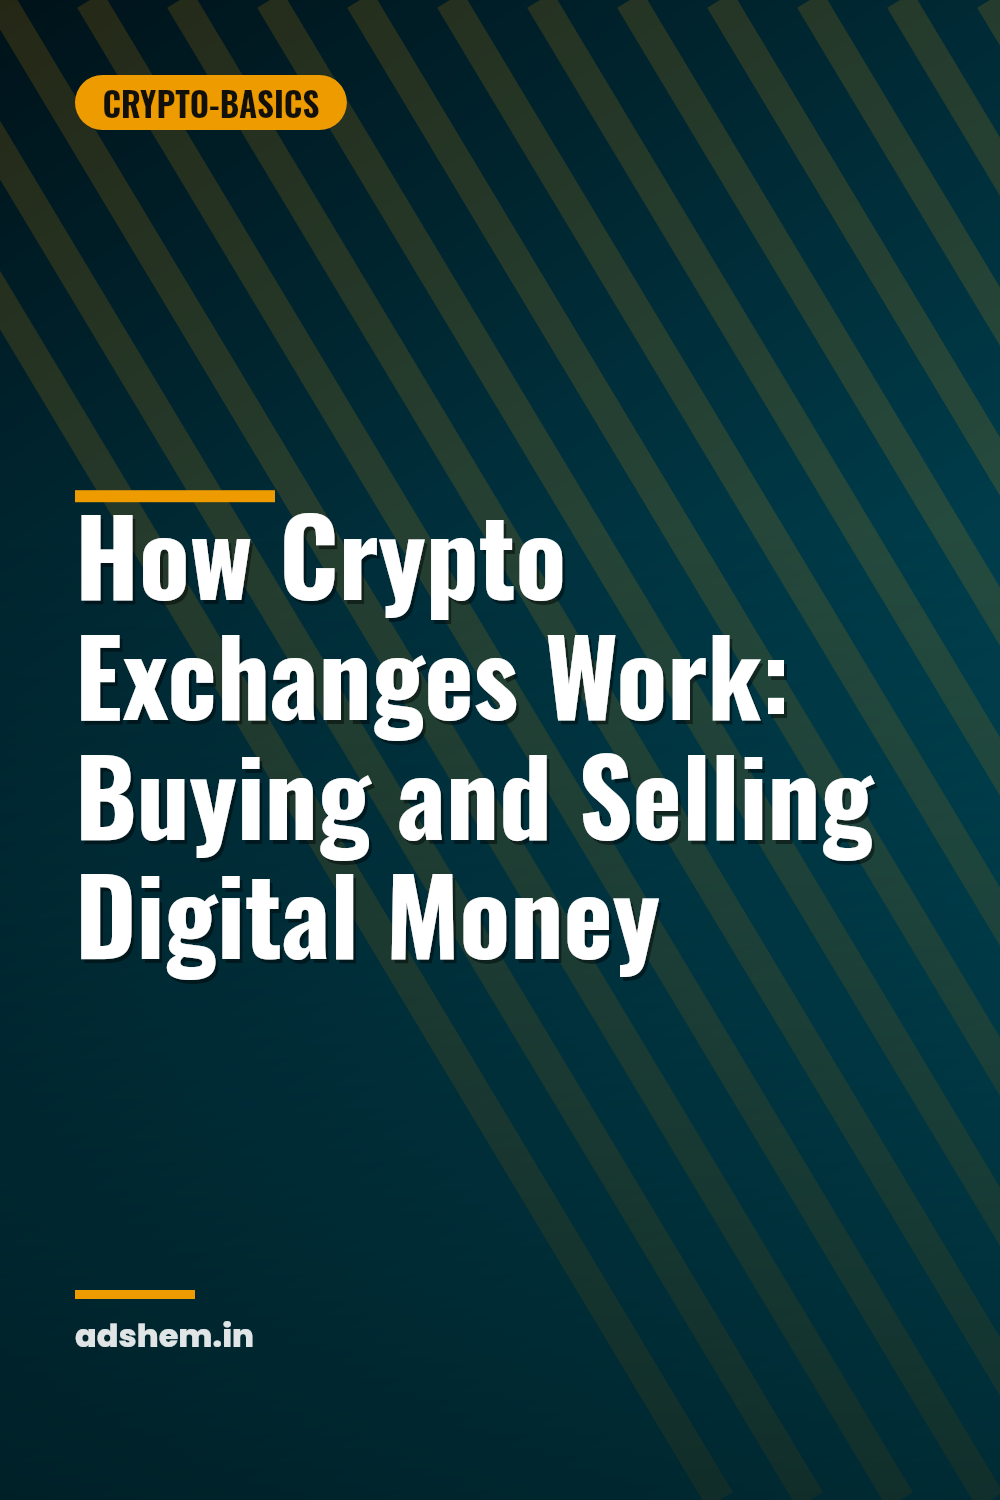 CRYPTO-BASICS
How Crypto
Exchanges Work:
Buying and Selling
Digital Money
adshem.in